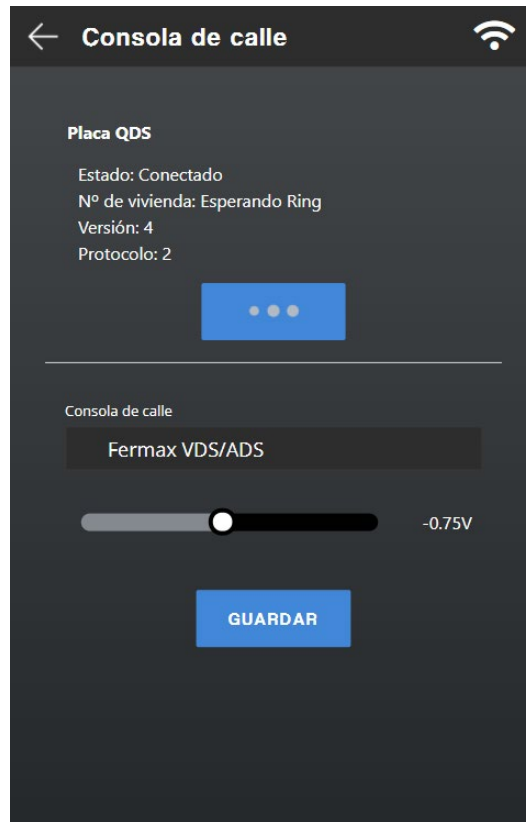 Consola de calle
Placa QDS
Estado: Conectado
Nº de vivienda: Esperando Ring
Versión: 4
Protocolo: 2
Consola de calle
Fermax VDS/ADS
-0.75V
GUARDAR